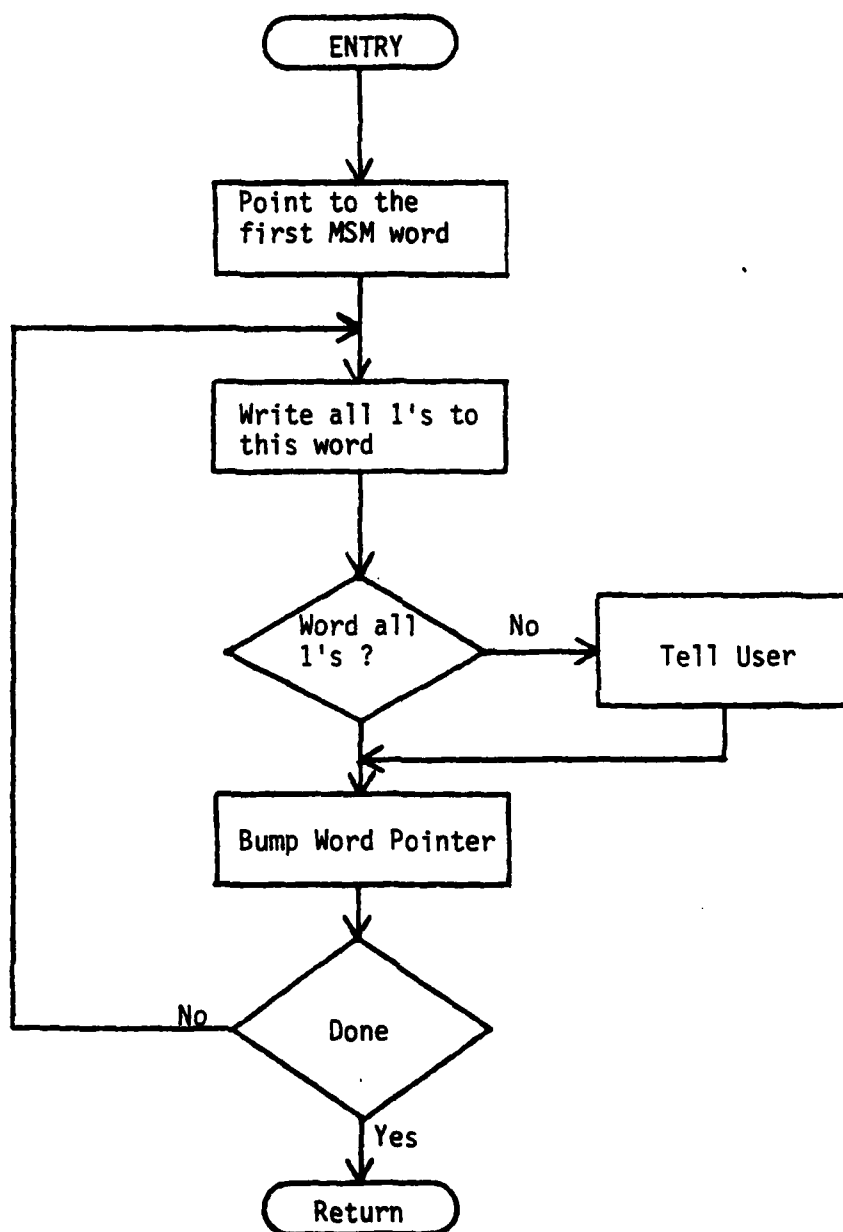 ENTRY
Point to the
first MSM word
Write all 1's to
this word
Word all
1's ?
No
Tell User
Bump Word Pointer
No
Done
Yes
Return